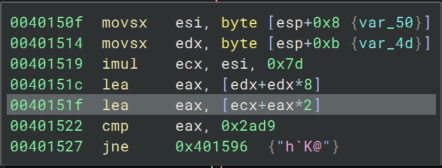 0040150f movsx esi, byte [esp+0x8 {var_50}]
00401514 movsx edx, byte [esp+0xb {var_4d}]
00401519 imul ecx, esi, 0x7d
0040151c lea eax, [edx+edx*8]
0040151f lea eax, [ecx+eax*2]
00401522 cmp eax, 0x2ad9
00401527 jne 0x401596 {"h`K@"}